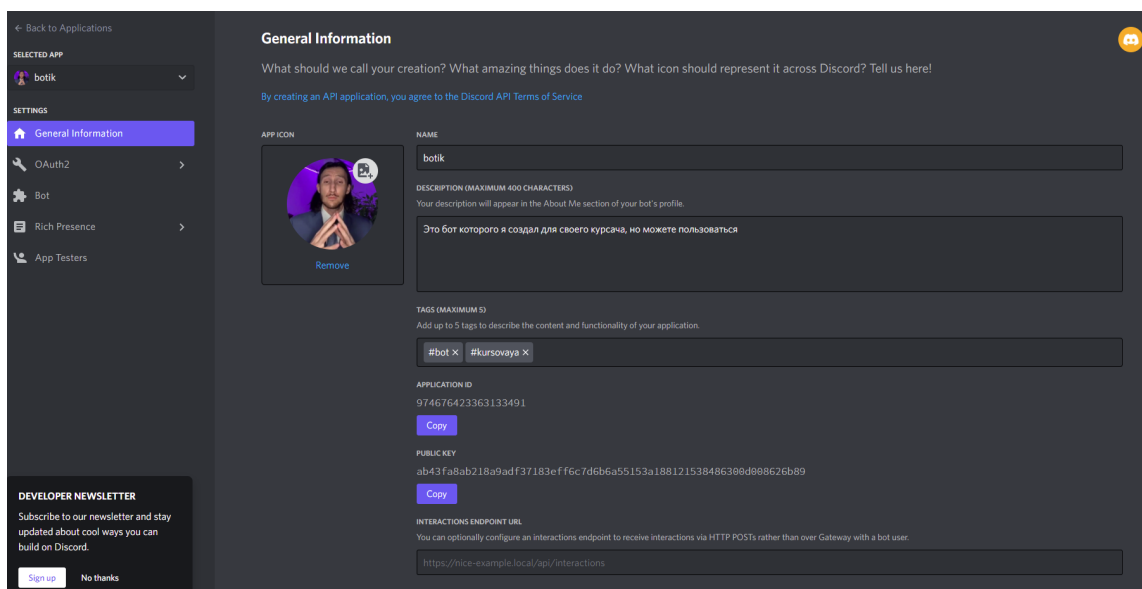 ← Back to Applications
SELECTED APP
botik
SETTINGS
General Information
OAuth2
Bot
Rich Presence
App Testers
DEVELOPER NEWSLETTER
Subscribe to our newsletter and stay
updated about cool ways you can
build on Discord.
Sign up No thanks
General Information
What should we call your creation? What amazing things does it do? What icon should represent it across Discord? Tell us here!
By creating an API application, you agree to the Discord API Terms of Service
APP ICON
Remove
NAME
botik
DESCRIPTION (MAXIMUM 400 CHARACTERS)
Your description will appear in the About Me section of your bot's profile.
Это бот которого я создал для своего курсача, но можете пользоваться
TAGS (MAXIMUM 5)
Add up to 5 tags to describe the content and functionality of your application.
#bot × #kursovaya ×
APPLICATION ID
974676423363133491
Copy
PUBLIC KEY
ab43fa8ab218a9adf37183eff6c7d6b6a55153a188121538486300d008626b89
Copy
INTERACTIONS ENDPOINT URL
You can optionally configure an interactions endpoint to receive interactions via HTTP POSTs rather than over Gateway with a bot user.
https://nice-example.local/api/interactions